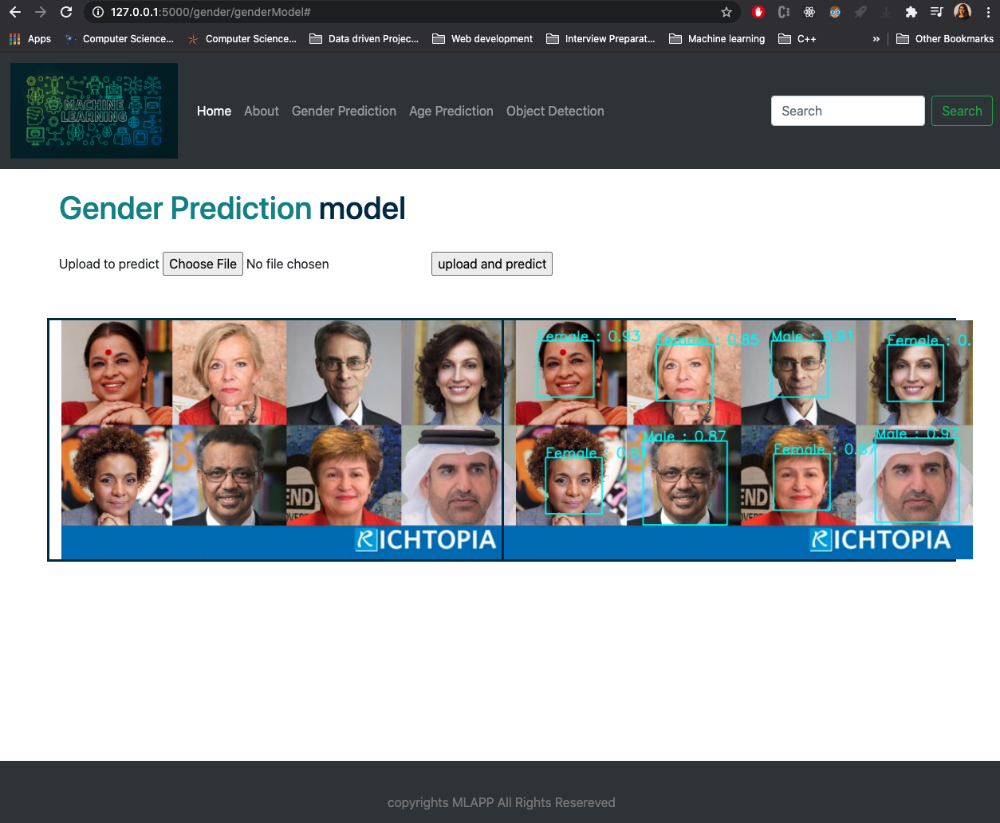 127.0.0.1:5000/gender/genderModel#
Apps Computer Science... Computer Science... Data driven Projec... Web development Interview Preparat... Machine learning C++ » Other Bookmarks
MACHINE
LEARNING
Home About Gender Prediction Age Prediction Object Detection Search Search
Gender Prediction model
Upload to predict Choose File No file chosen upload and predict
Female : 0.93 Female : 0.85 Male : 0.91 Female : 0.
Female : 0.8 Male : 0.87 Female : 0.87 Male : 0.97
END END
RICHTOPIA RICHTOPIA
copyrights MLAPP All Rights Resereved